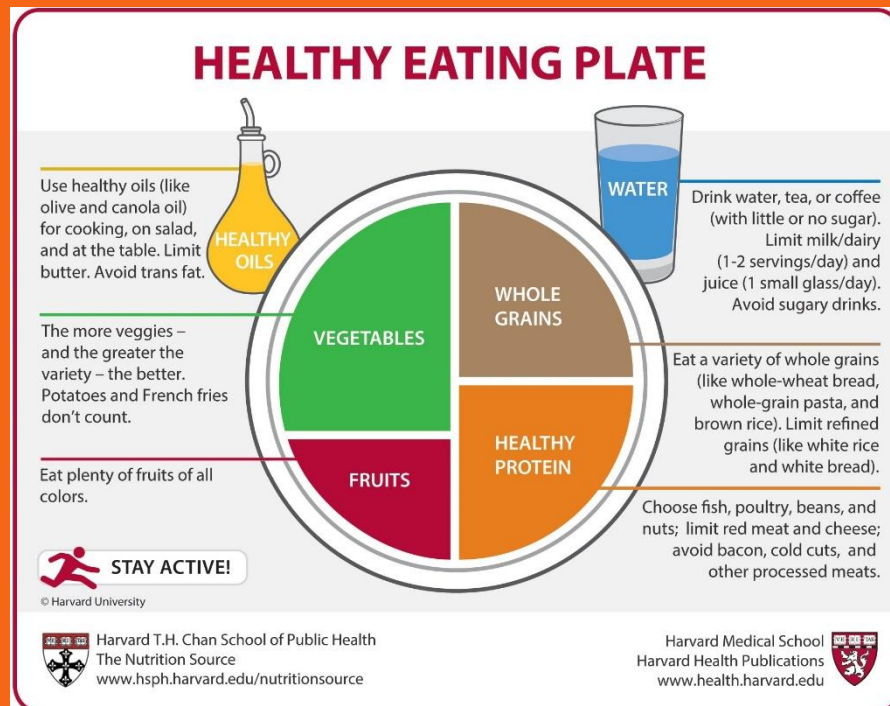 HEALTHY EATING PLATE
Use healthy oils (like
olive and canola oil)
for cooking, on salad,
and at the table. Limit
butter. Avoid trans fat.
HEALTHY
OILS
The more veggies –
and the greater the
variety – the better.
Potatoes and French fries
don't count.
Eat plenty of fruits of all
colors.
VEGETABLES
FRUITS
WHOLE
GRAINS
HEALTHY
PROTEIN
WATER
Drink water, tea, or coffee
(with little or no sugar).
Limit milk/dairy
(1-2 servings/day) and
juice (1 small glass/day).
Avoid sugary drinks.
Eat a variety of whole grains
(like whole-wheat bread,
whole-grain pasta, and
brown rice). Limit refined
grains (like white rice
and white bread).
Choose fish, poultry, beans, and
nuts; limit red meat and cheese;
avoid bacon, cold cuts, and
other processed meats.
STAY ACTIVE!
© Harvard University
Harvard T.H. Chan School of Public Health
The Nutrition Source
www.hsph.harvard.edu/nutritionsource
Harvard Medical School
Harvard Health Publications
www.health.harvard.edu